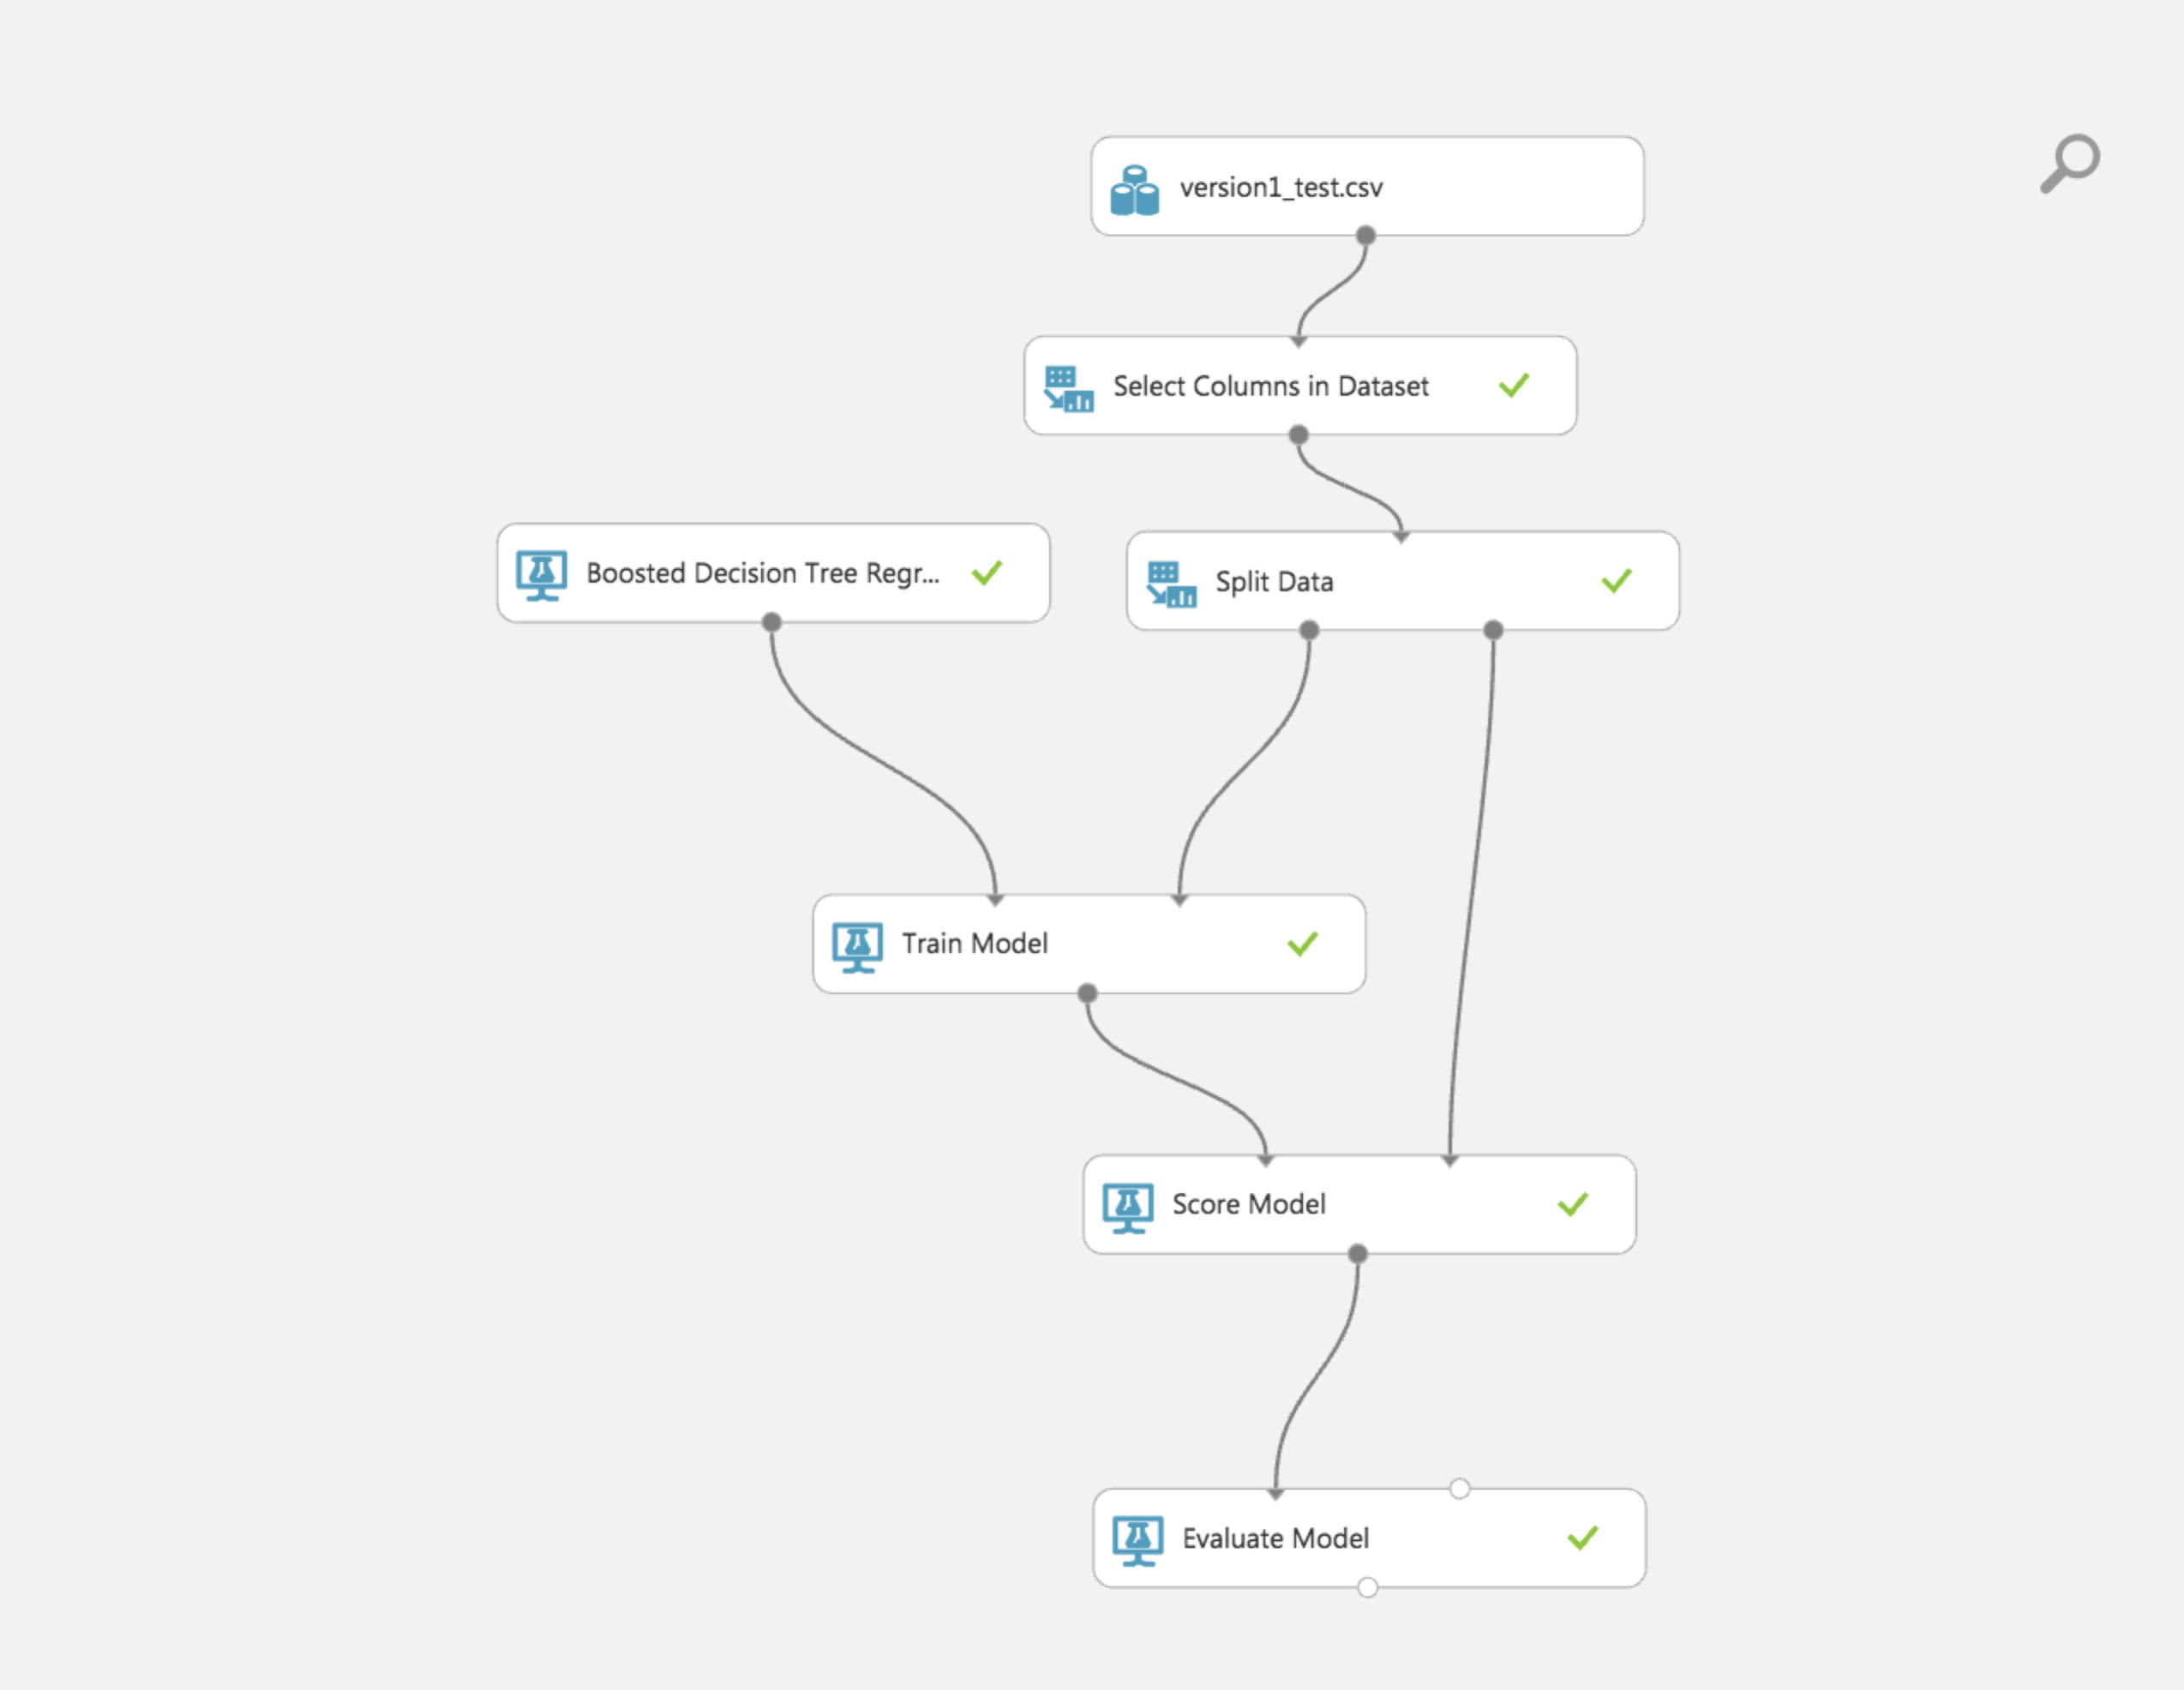 version1_test.csv
Select Columns in Dataset
Boosted Decision Tree Regr...
Split Data
Train Model
Score Model
Evaluate Model